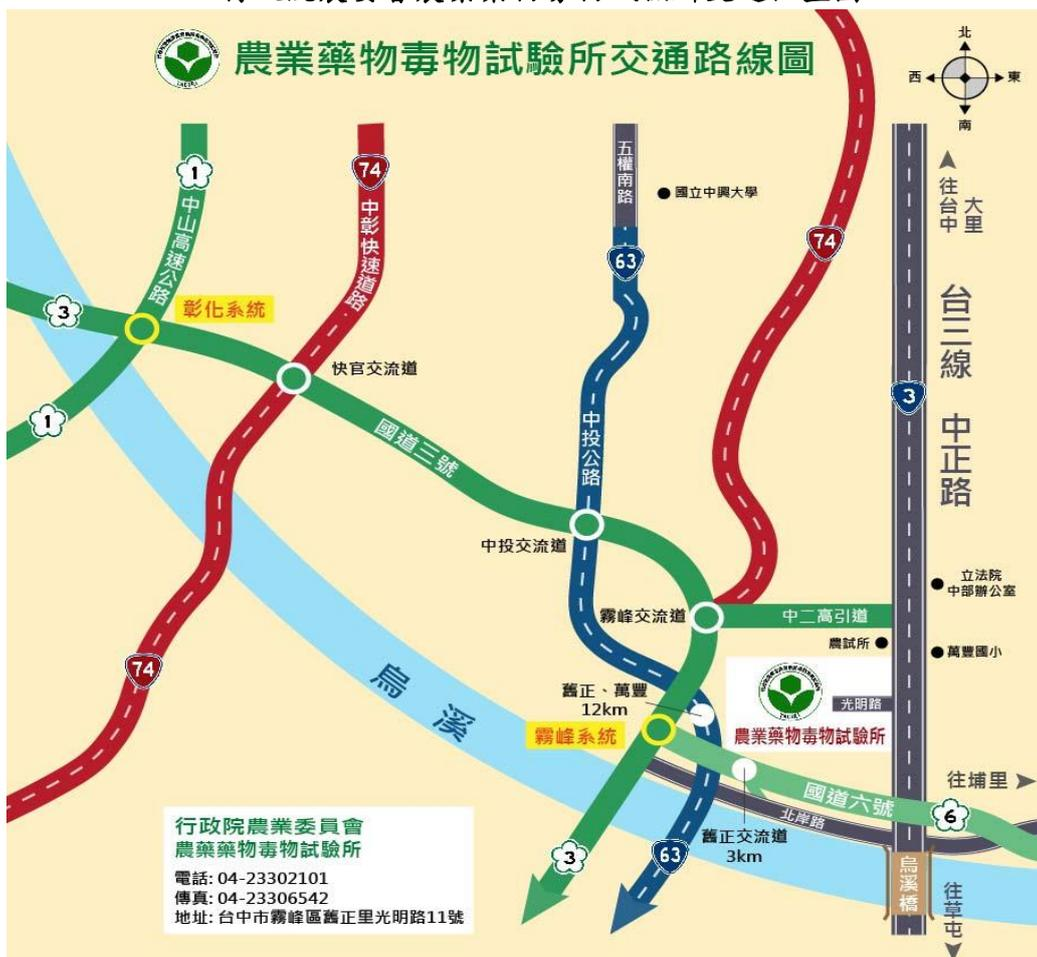 農業藥物毒物試驗所交通路線圖
北
西
東
南
1
中山高速公路
74
中彰快速道路
五權南路
國立中興大學
63
74
往台中
大里
3
彰化系統
快官交流道
台三線 中正路
3
1
國道三號
中投公路
中投交流道
立法院
中部辦公室
霧峰交流道
中二高引道
農試所
萬豐國小
74
烏溪
舊正、萬豐
12km
光明路
農業藥物毒物試驗所
霧峰系統
往埔里
國道六號
6
北岸路
舊正交流道
3km
3
63
烏溪橋
往草屯
行政院農業委員會
農藥藥物毒物試驗所
電話: 04-23302101
傳真: 04-23306542
地址: 台中市霧峰區舊正里光明路11號